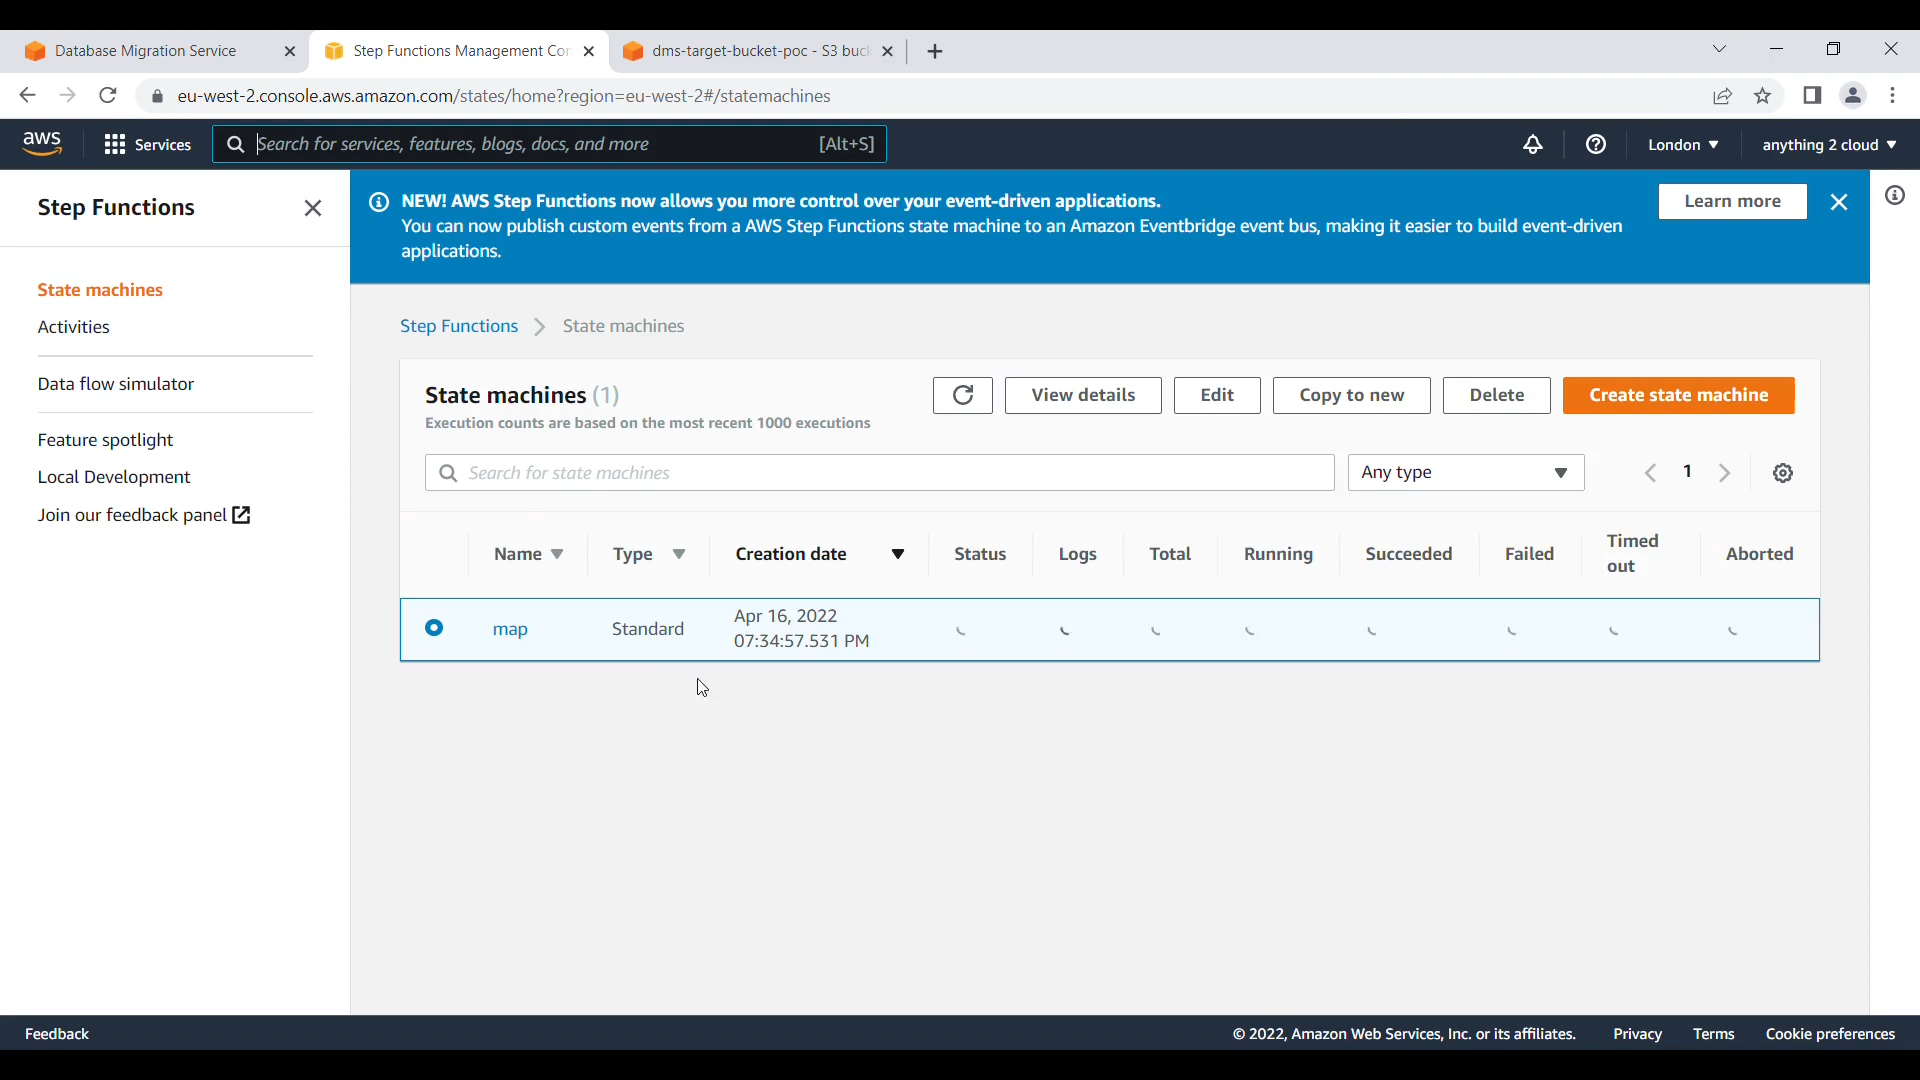 Database Migration Service
Step Functions Management Con
dms-target-bucket-poc - S3 buck
eu-west-2.console.aws.amazon.com/states/home?region=eu-west-2#/statemachines
aws
Services
Search for services, features, blogs, docs, and more
[Alt+S]
London
anything 2 cloud
Step Functions
State machines
Activities
Data flow simulator
Feature spotlight
Local Development
Join our feedback panel
NEW! AWS Step Functions now allows you more control over your event-driven applications.
You can now publish custom events from a AWS Step Functions state machine to an Amazon Eventbridge event bus, making it easier to build event-driven
applications.
Learn more
Step Functions
State machines
State machines (1)
Execution counts are based on the most recent 1000 executions
View details
Edit
Copy to new
Delete
Create state machine
Search for state machines
Any type
1
Name
Type
Creation date
Status
Logs
Total
Running
Succeeded
Failed
Timed
out
Aborted
map
Standard
Apr 16, 2022
07:34:57.531 PM
Feedback
© 2022, Amazon Web Services, Inc. or its affiliates.
Privacy
Terms
Cookie preferences